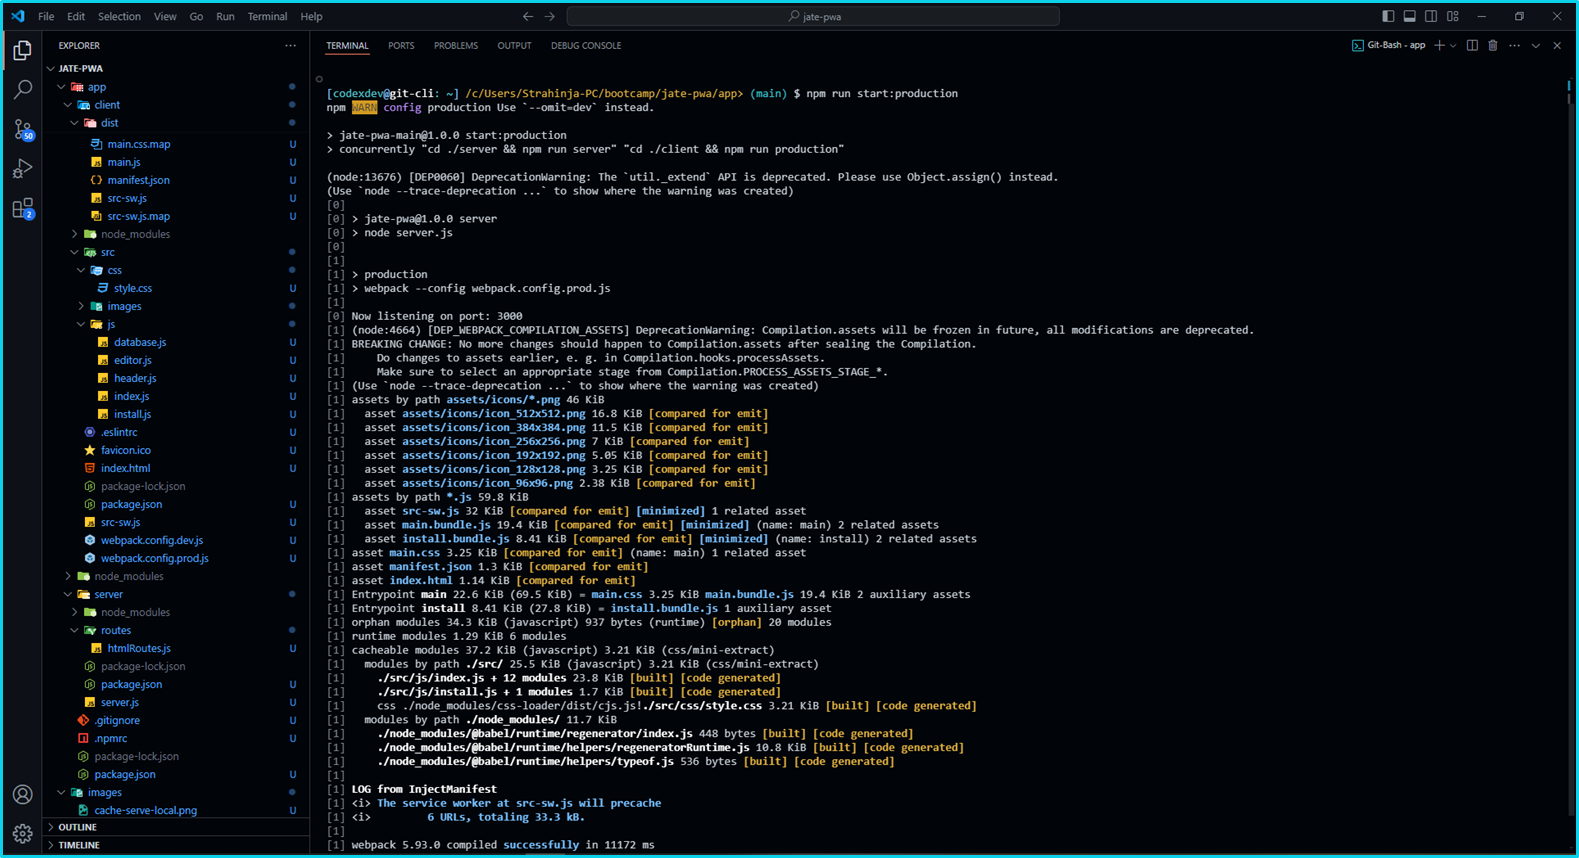 File Edit Selection View Go Run Terminal Help
jate-pwa
EXPLORER
JATE-PWA
app
client
dist
main.css.map U
main.js U
manifest.json U
src-sw.js U
src-sw.js.map U
node_modules
src
css
style.css U
images
js
database.js U
editor.js U
header.js U
index.js U
install.js U
.eslintrc U
favicon.ico U
index.html U
package-lock.json
package.json U
src-sw.js U
webpack.config.dev.js U
webpack.config.prod.js U
node_modules
server
node_modules
routes
htmlRoutes.js U
package-lock.json
package.json U
server.js U
.gitignore U
.npmrc U
package-lock.json
package.json U
images
cache-serve-local.png U
OUTLINE
TIMELINE
50
2
TERMINAL PORTS PROBLEMS OUTPUT DEBUG CONSOLE
Git-Bash - app
[codexdev@git-cli: ~] /c/Users/Strahinja-PC/bootcamp/jate-pwa/app> (main) $ npm run start:production
npm WARN config production Use `--omit=dev` instead.
> jate-pwa-main@1.0.0 start:production
> concurrently "cd ./server && npm run server" "cd ./client && npm run production"
(node:13676) [DEP0060] DeprecationWarning: The `util._extend` API is deprecated. Please use Object.assign() instead.
(Use `node --trace-deprecation ...` to show where the warning was created)
[0]
[0] > jate-pwa@1.0.0 server
[0] > node server.js
[0]
[1]
[1] > production
[1] > webpack --config webpack.config.prod.js
[1]
[0] Now listening on port: 3000
[1] (node:4664) [DEP_WEBPACK_COMPILATION_ASSETS] DeprecationWarning: Compilation.assets will be frozen in future, all modifications are deprecated.
[1] BREAKING CHANGE: No more changes should happen to Compilation.assets after sealing the Compilation.
[1] Do changes to assets earlier, e. g. in Compilation.hooks.processAssets.
[1] Make sure to select an appropriate stage from Compilation.PROCESS_ASSETS_STAGE_*.
[1] (Use `node --trace-deprecation ...` to show where the warning was created)
[1] assets by path assets/icons/*.png 46 KiB
[1] asset assets/icons/icon_512x512.png 16.8 KiB [compared for emit]
[1] asset assets/icons/icon_384x384.png 11.5 KiB [compared for emit]
[1] asset assets/icons/icon_256x256.png 7 KiB [compared for emit]
[1] asset assets/icons/icon_192x192.png 5.05 KiB [compared for emit]
[1] asset assets/icons/icon_128x128.png 3.25 KiB [compared for emit]
[1] asset assets/icons/icon_96x96.png 2.38 KiB [compared for emit]
[1] assets by path *.js 59.8 KiB
[1] asset src-sw.js 32 KiB [compared for emit] [minimized] 1 related asset
[1] asset main.bundle.js 19.4 KiB [compared for emit] [minimized] (name: main) 2 related assets
[1] asset install.bundle.js 8.41 KiB [compared for emit] [minimized] (name: install) 2 related assets
[1] asset main.css 3.25 KiB [compared for emit] (name: main) 1 related asset
[1] asset manifest.json 1.3 KiB [compared for emit]
[1] asset index.html 1.14 KiB [compared for emit]
[1] Entrypoint main 22.6 KiB (69.5 KiB) = main.css 3.25 KiB main.bundle.js 19.4 KiB 2 auxiliary assets
[1] Entrypoint install 8.41 KiB (27.8 KiB) = install.bundle.js 1 auxiliary asset
[1] orphan modules 34.3 KiB (javascript) 937 bytes (runtime) [orphan] 20 modules
[1] runtime modules 1.29 KiB 6 modules
[1] cacheable modules 37.2 KiB (javascript) 3.21 KiB (css/mini-extract)
[1] modules by path ./src/ 25.5 KiB (javascript) 3.21 KiB (css/mini-extract)
[1] ./src/js/index.js + 12 modules 23.8 KiB [built] [code generated]
[1] ./src/js/install.js + 1 modules 1.7 KiB [built] [code generated]
[1] css ./node_modules/css-loader/dist/cjs.js!./src/css/style.css 3.21 KiB [built] [code generated]
[1] modules by path ./node_modules/ 11.7 KiB
[1] ./node_modules/@babel/runtime/regenerator/index.js 448 bytes [built] [code generated]
[1] ./node_modules/@babel/runtime/helpers/regeneratorRuntime.js 10.8 KiB [built] [code generated]
[1] ./node_modules/@babel/runtime/helpers/typeof.js 536 bytes [built] [code generated]
[1]
[1] LOG from InjectManifest
[1] <i> The service worker at src-sw.js will precache
[1] <i> 6 URLs, totaling 33.3 kB.
[1]
[1] webpack 5.93.0 compiled successfully in 11172 ms